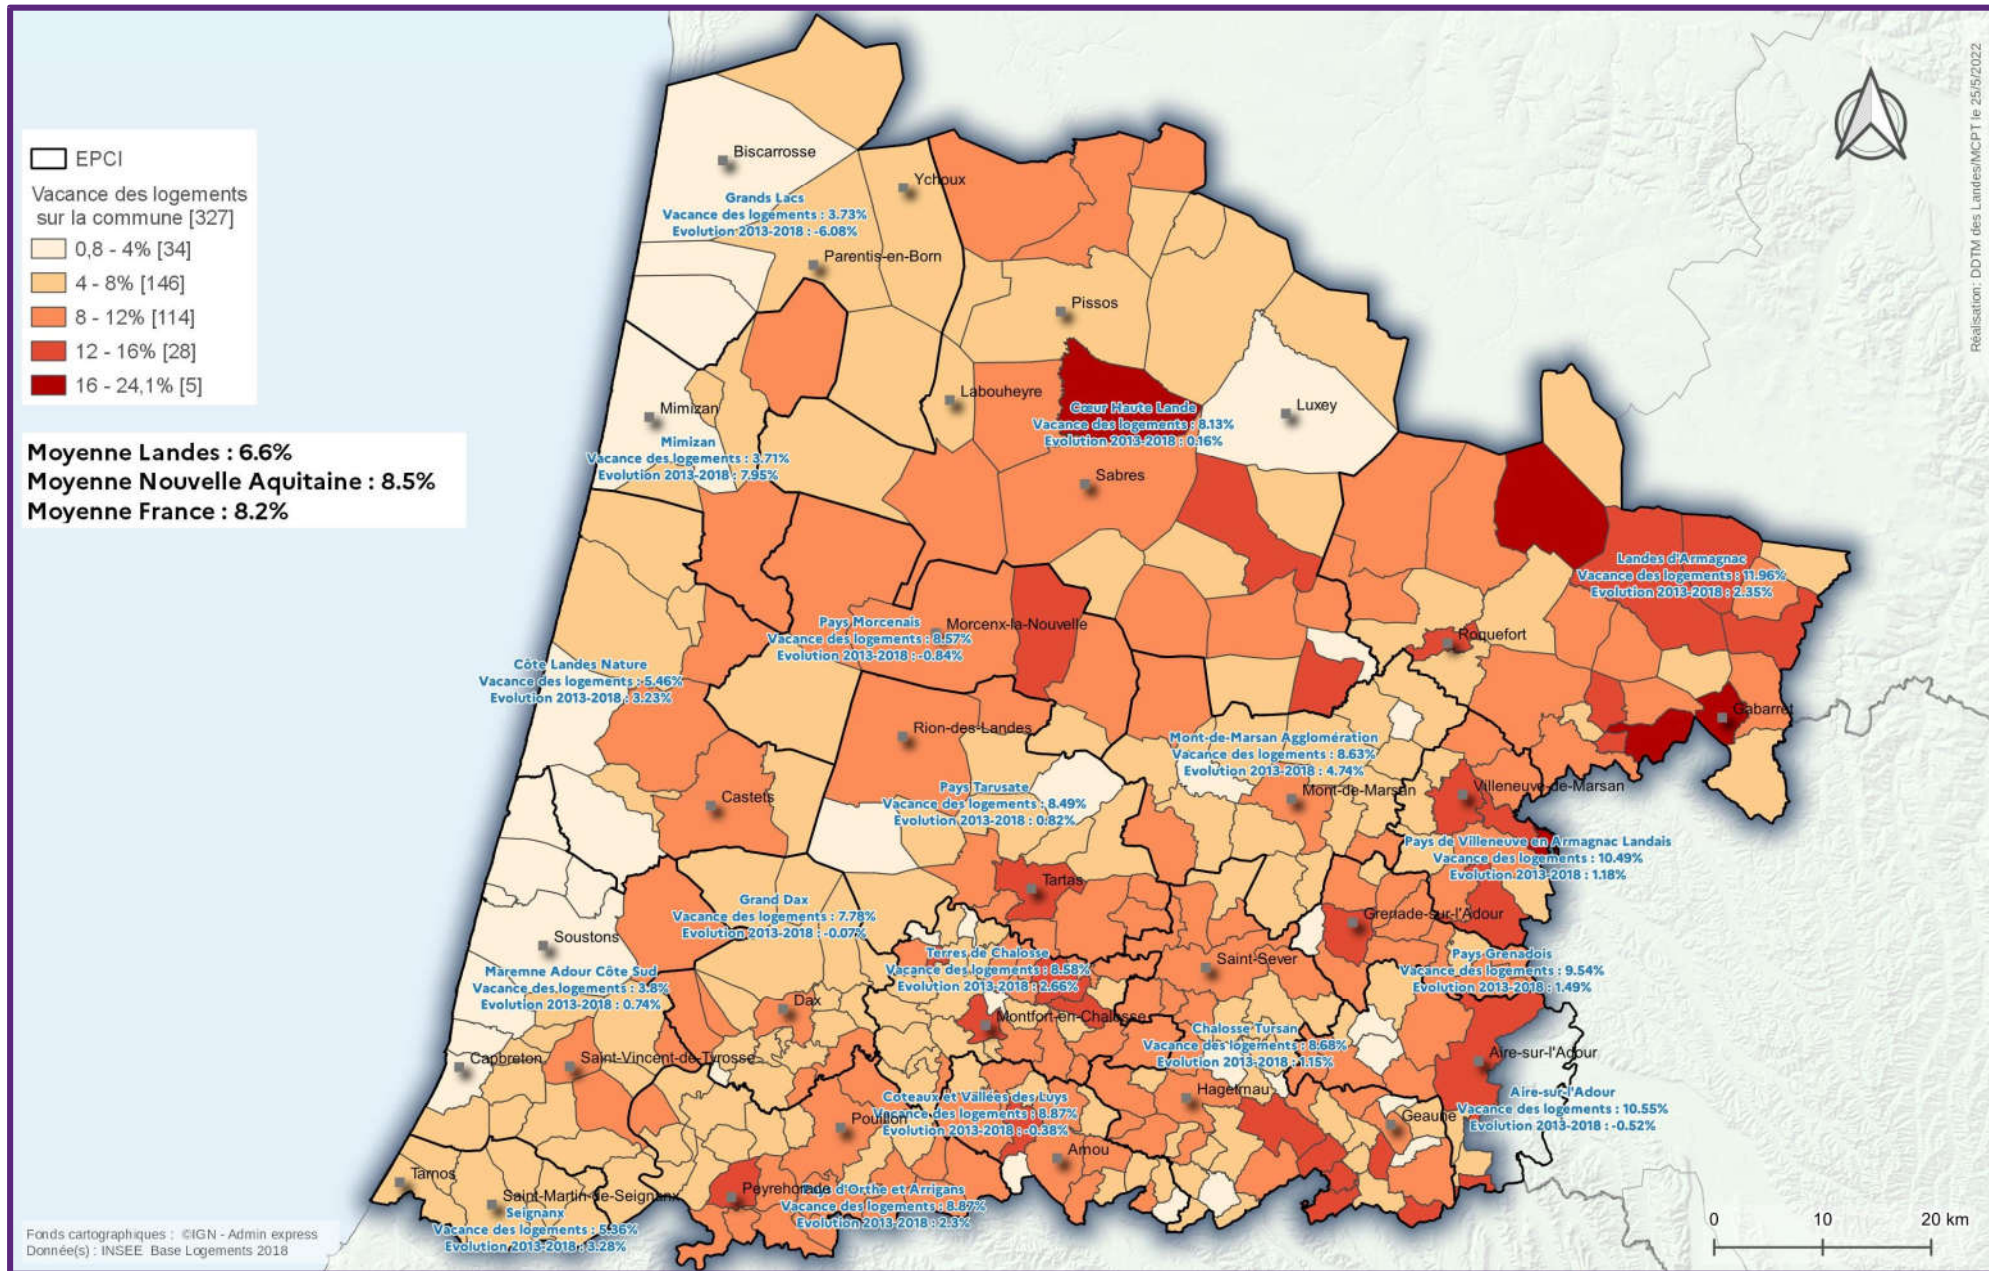 EPCI
Vacance des logements
sur la commune [327]
0,8 - 4% [34]
4 - 8% [146]
8 - 12% [114]
12 - 16% [28]
16 - 24,1% [5]
Moyenne Landes : 6.6%
Moyenne Nouvelle Aquitaine : 8.5%
Moyenne France : 8.2%
Réalisation: DDTM des Landes/MCPT le 25/5/2022
Biscarrosse
Ychoux
Grands Lacs
Vacance des logements : 3.73%
Evolution 2013-2018 : -6.08%
Parentis-en-Born
Pissos
Labouheyre
Luxey
Cœur Haute Lande
Vacance des logements : 8.13%
Evolution 2013-2018 : 0.16%
Mimizan
Mimizan
Vacance des logements : 3.71%
Evolution 2013-2018 : 7.95%
Sabres
Landes d'Armagnac
Vacance des logements : 11.96%
Evolution 2013-2018 : 2.35%
Pays Morcenais
Vacance des logements : 8.57%
Evolution 2013-2018 : -0.84%
Morcenx-la-Nouvelle
Roquefort
Côte Landes Nature
Vacance des logements : 5.46%
Evolution 2013-2018 : 3.23%
Gabarret
Rion-des-Landes
Mont-de-Marsan Agglomération
Vacance des logements : 8.63%
Evolution 2013-2018 : 4.74%
Castets
Pays Tarusate
Vacance des logements : 8.49%
Evolution 2013-2018 : 0.82%
Mont-de-Marsan
Villeneuve-de-Marsan
Pays de Villeneuve en Armagnac Landais
Vacance des logements : 10.49%
Evolution 2013-2018 : 1.18%
Tartas
Grand Dax
Vacance des logements : 7.78%
Evolution 2013-2018 : -0.07%
Grenade-sur-l'Adour
Soustons
Terres de Chalosse
Vacance des logements : 8.58%
Evolution 2013-2018 : 2.66%
Saint-Sever
Pays Grenadois
Vacance des logements : 9.54%
Evolution 2013-2018 : 1.49%
Maremne Adour Côte Sud
Vacance des logements : 3.8%
Evolution 2013-2018 : 0.74%
Dax
Montfort-en-Chalosse
Chalosse Tursan
Vacance des logements : 8.68%
Evolution 2013-2018 : 1.15%
Capbreton
Saint-Vincent-de-Tyrosse
Aire-sur-l'Adour
Hagetmau
Aire-sur-l'Adour
Vacance des logements : 10.55%
Evolution 2013-2018 : -0.52%
Coteaux et Vallées des Luys
Vacance des logements : 8.87%
Evolution 2013-2018 : -0.38%
Pouillon
Geaune
Amou
Tarnos
Saint-Martin-de-Seignanx
Seignanx
Vacance des logements : 5.36%
Evolution 2013-2018 : 3.28%
Peyrehorade
Pays d'Orthe et Arrigans
Vacance des logements : 8.87%
Evolution 2013-2018 : 2.3%
Fonds cartographiques : ©IGN - Admin express
Donnée(s) : INSEE Base Logements 2018
0 10 20 km